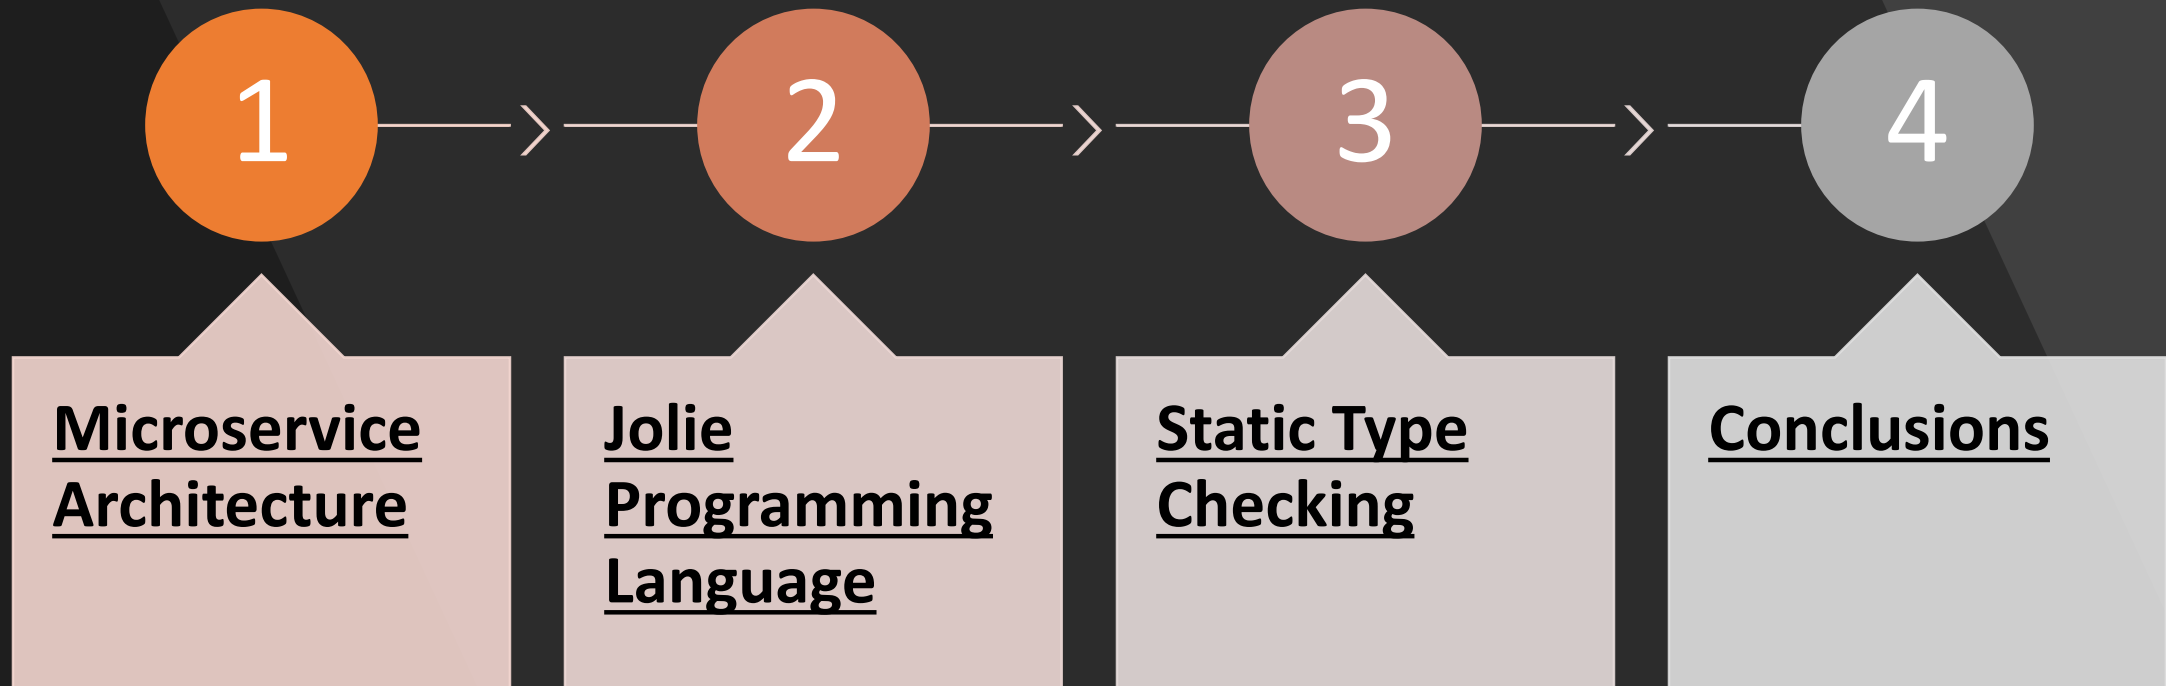 1
2
3
4
Microservice
Architecture
Jolie
Programming
Language
Static Type
Checking
Conclusions